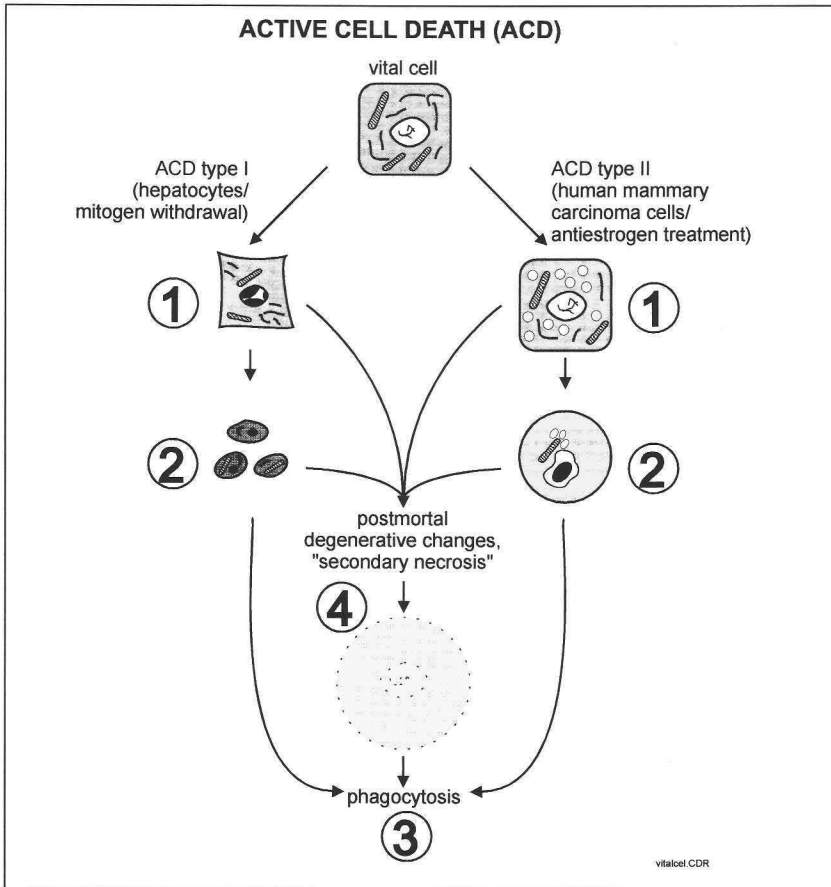 ACTIVE CELL DEATH (ACD)
vital cell
ACD type I
(hepatocytes/
mitogen withdrawal)
ACD type II
(human mammary
carcinoma cells/
antiestrogen treatment)
1
1
2
2
postmortal
degenerative changes,
"secondary necrosis"
4
phagocytosis
3
vitalcel.CDR